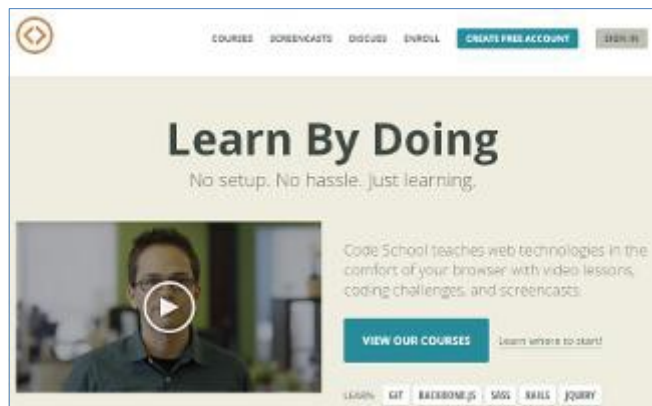 COURSES SCREENCASTS DISCUSS ENROLL CREATE FREE ACCOUNT SIGN IN
Learn By Doing
No setup. No hassle. Just learning.
Code School teaches web technologies in the
comfort of your browser with video lessons,
coding challenges, and screencasts.
VIEW OUR COURSES Learn where to start!
LEARN GIT BACKBONE.JS SASS RAILS JQUERY